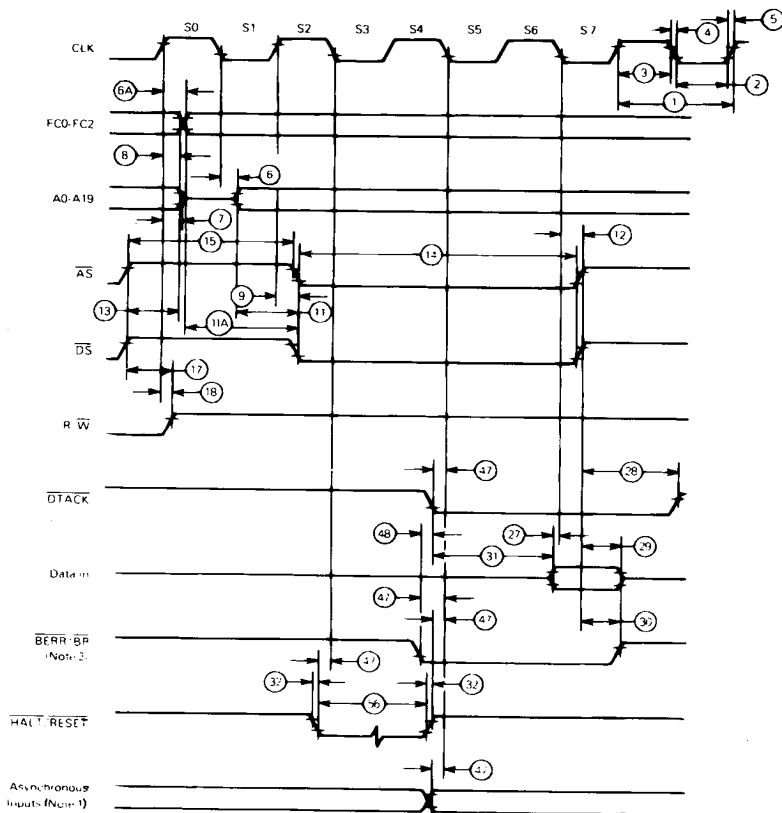 S0 S1 S2 S3 S4 S5 S6 S7
CLK
4
5
3
2
1
6A
FC0-FC2
8
6
A0-A19
7
15
12
14
AS
9
13
11A
11
DS
17
18
R/W
47
28
DTACK
48
27
29
31
Data In
47
47
30
BERR/BR
(Note 2)
47
32
32
56
HALT/RESET
47
Asynchronous
Inputs (Note 1)